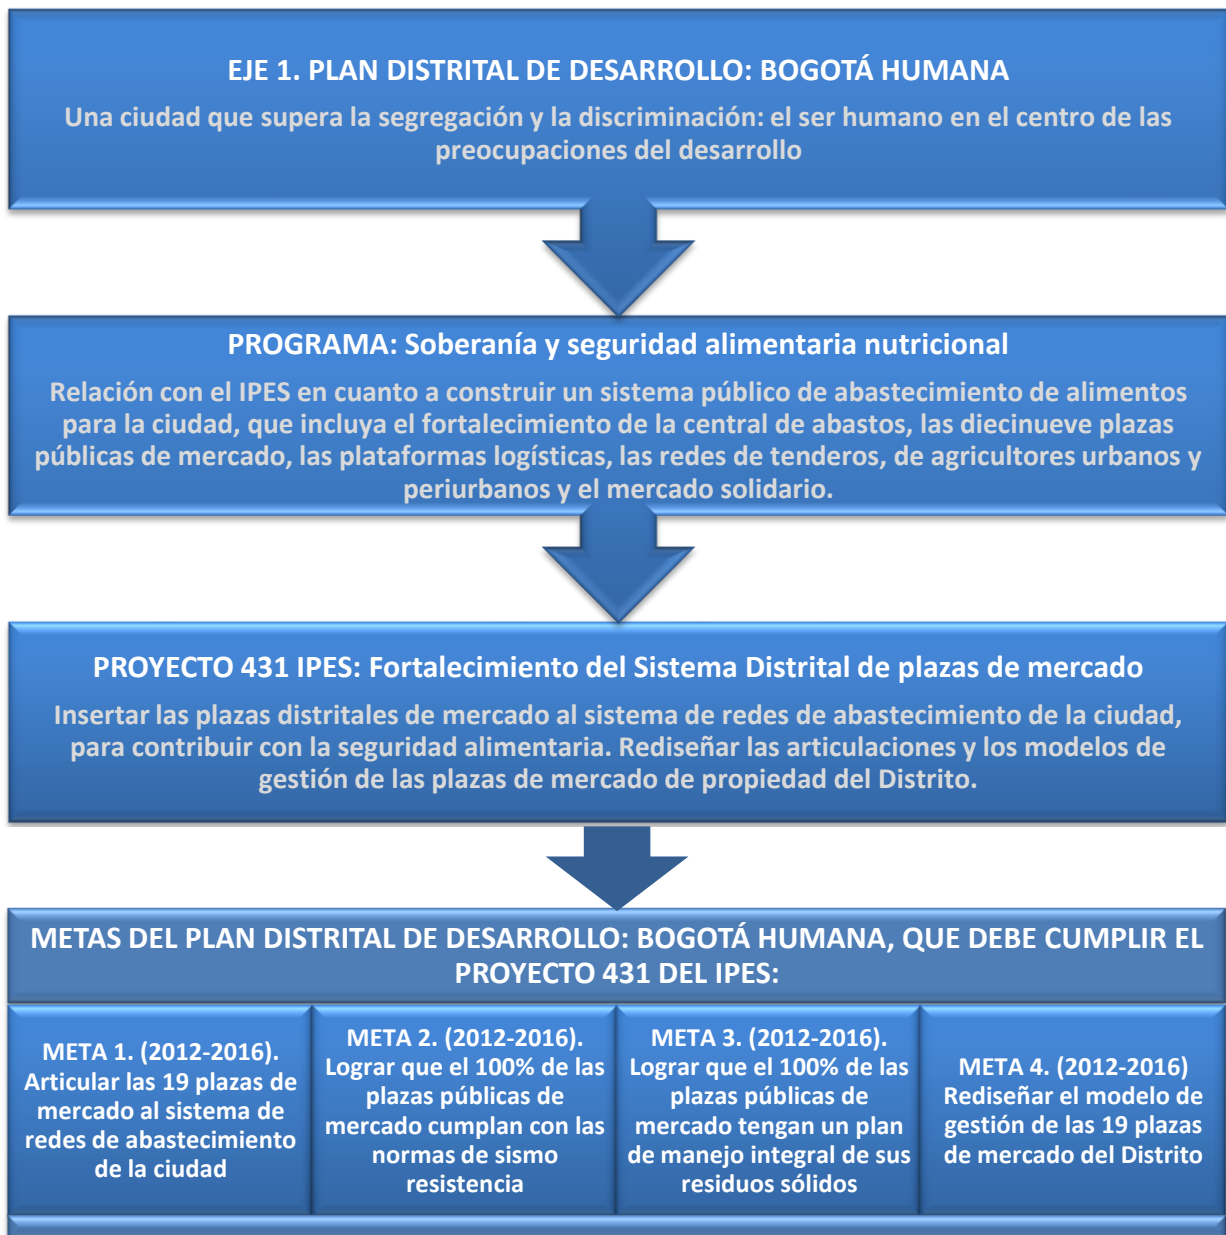 EJE 1. PLAN DISTRITAL DE DESARROLLO: BOGOTÁ HUMANA
Una ciudad que supera la segregación y la discriminación: el ser humano en el centro de las
preocupaciones del desarrollo
PROGRAMA: Soberanía y seguridad alimentaria nutricional
Relación con el IPES en cuanto a construir un sistema público de abastecimiento de alimentos
para la ciudad, que incluya el fortalecimiento de la central de abastos, las diecinueve plazas
públicas de mercado, las plataformas logísticas, las redes de tenderos, de agricultores urbanos y
periurbanos y el mercado solidario.
PROYECTO 431 IPES: Fortalecimiento del Sistema Distrital de plazas de mercado
Insertar las plazas distritales de mercado al sistema de redes de abastecimiento de la ciudad,
para contribuir con la seguridad alimentaria. Rediseñar las articulaciones y los modelos de
gestión de las plazas de mercado de propiedad del Distrito.
METAS DEL PLAN DISTRITAL DE DESARROLLO: BOGOTÁ HUMANA, QUE DEBE CUMPLIR EL
PROYECTO 431 DEL IPES:
META 1. (2012-2016).
Articular las 19 plazas de
mercado al sistema de
redes de abastecimiento
de la ciudad
META 2. (2012-2016).
Lograr que el 100% de las
plazas públicas de
mercado cumplan con las
normas de sismo
resistencia
META 3. (2012-2016).
Lograr que el 100% de las
plazas públicas de
mercado tengan un plan
de manejo integral de sus
residuos sólidos
META 4. (2012-2016)
Rediseñar el modelo de
gestión de las 19 plazas
de mercado del Distrito